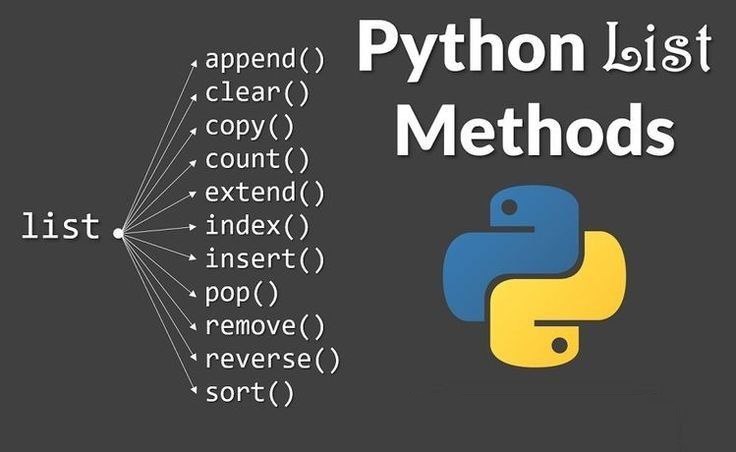 Python List
Methods
list
append()
clear()
copy()
count()
extend()
index()
insert()
pop()
remove()
reverse()
sort()